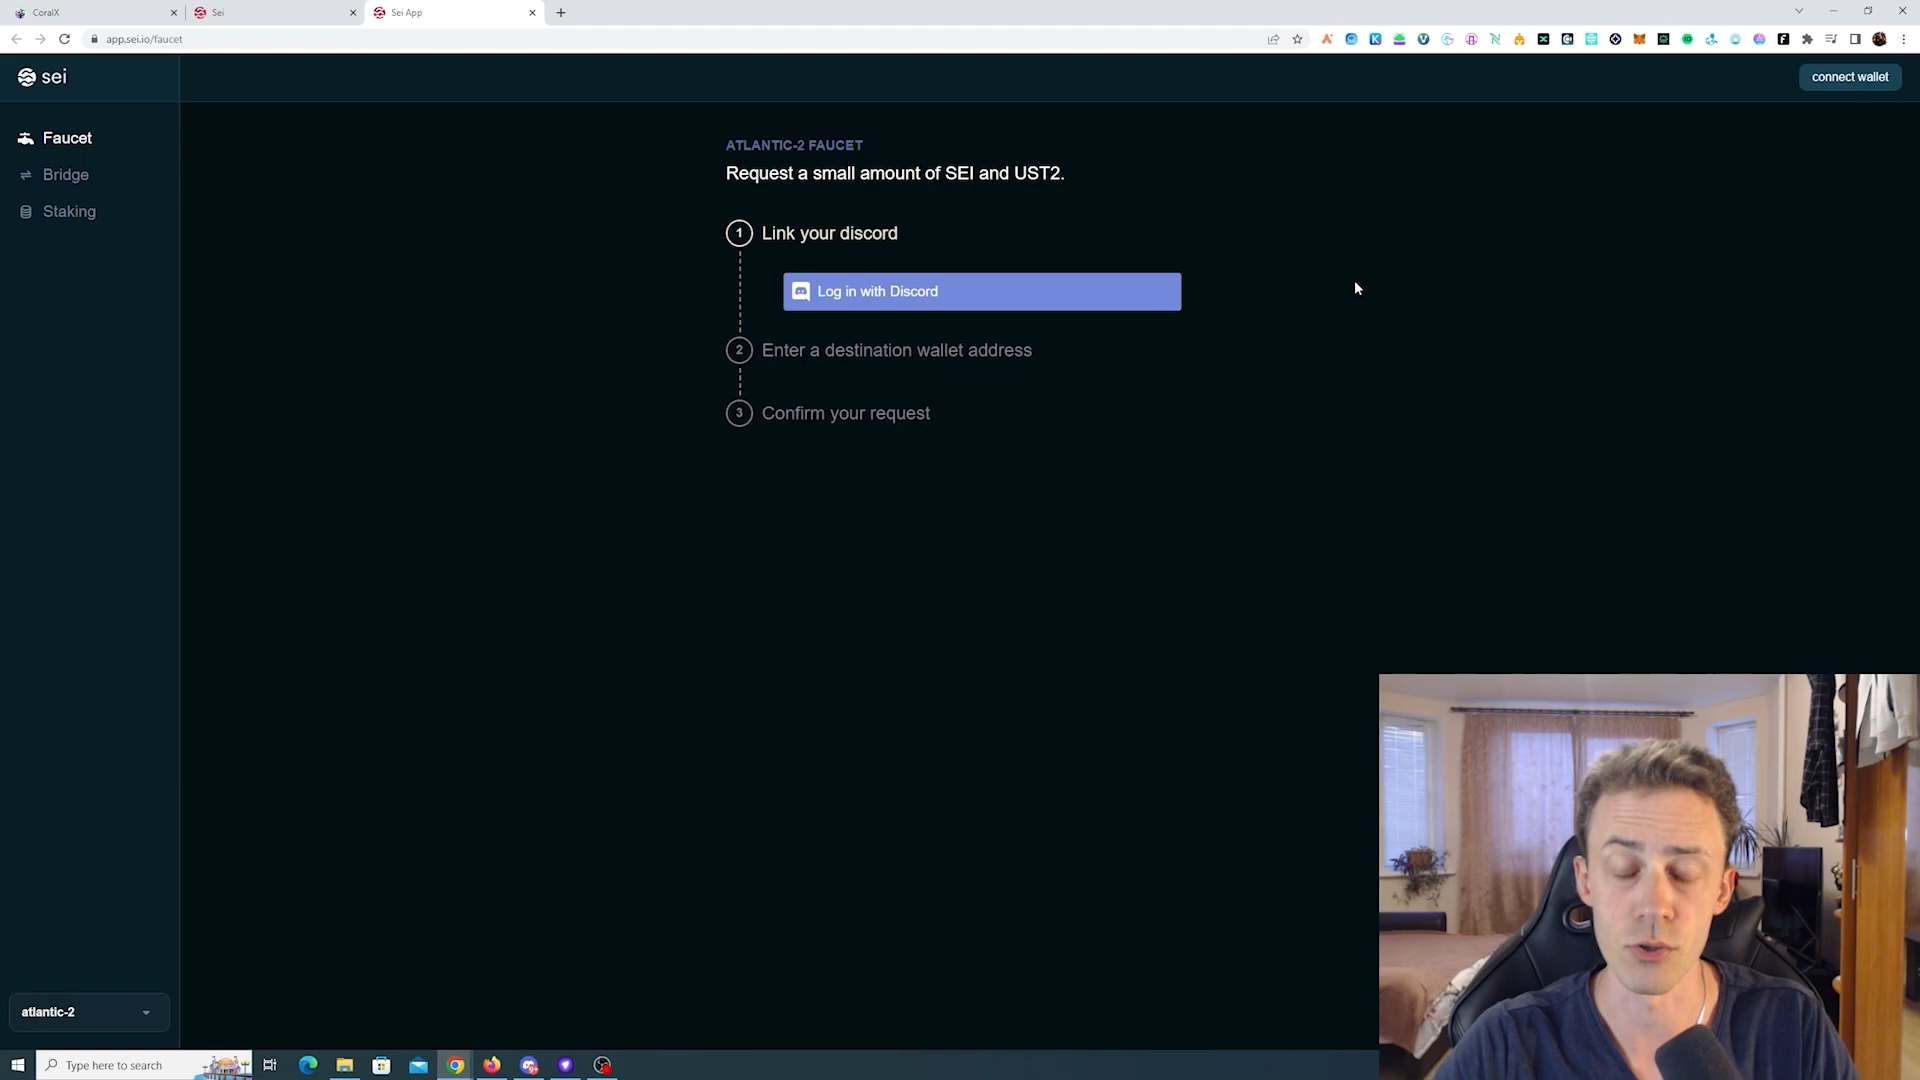 CoralX
Sei
Sei App
app.sei.io/faucet
sei
connect wallet
Faucet
Bridge
Staking
ATLANTIC-2 FAUCET
Request a small amount of SEI and UST2.
1 Link your discord
Log in with Discord
2 Enter a destination wallet address
3 Confirm your request
atlantic-2
Type here to search